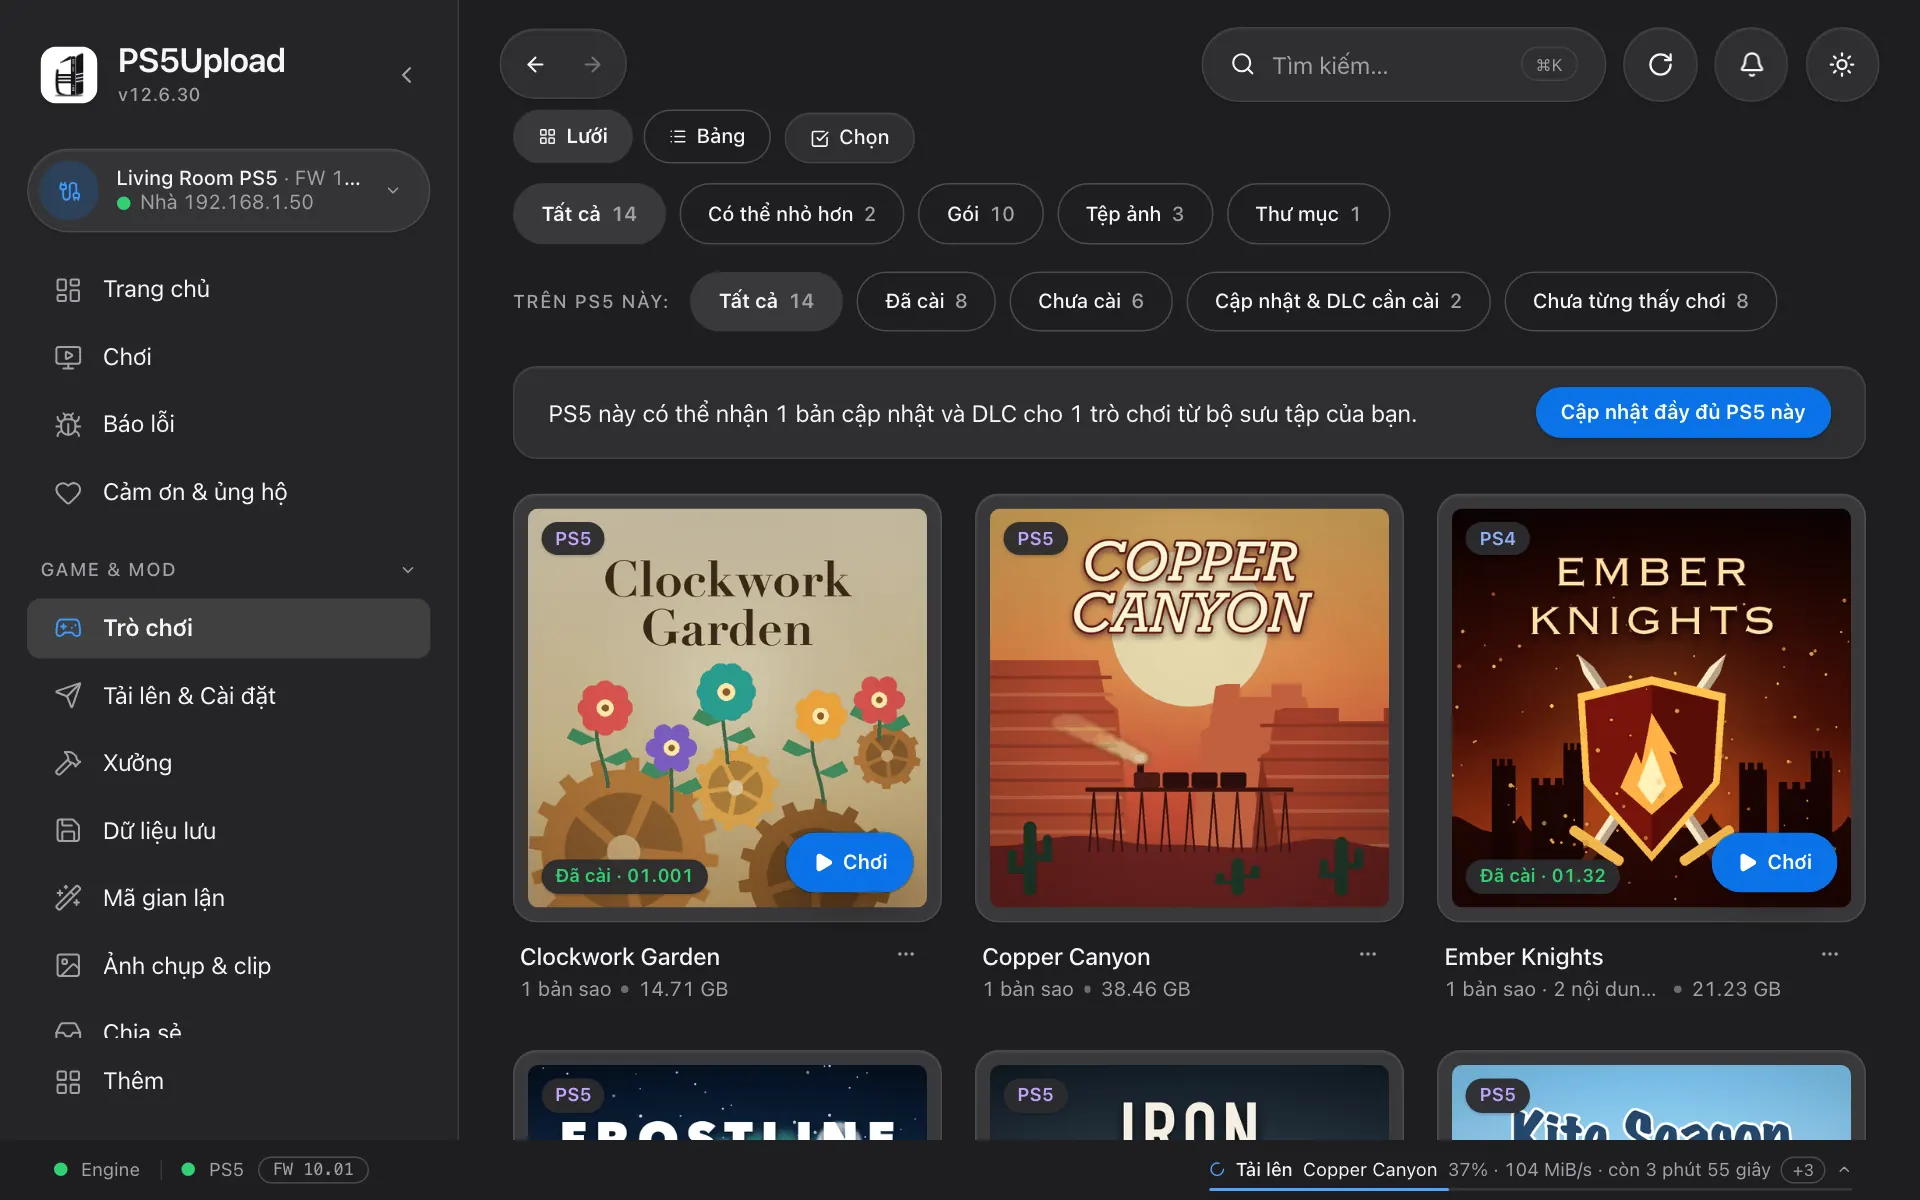 PS5Upload
v12.6.30
Living Room PS5 · FW 1...
Nhà 192.168.1.50
Trang chủ
Chơi
Báo lỗi
Cảm ơn & ủng hộ
GAME & MOD
Trò chơi
Tải lên & Cài đặt
Xưởng
Dữ liệu lưu
Mã gian lận
Ảnh chụp & clip
Chia sẻ
Thêm
Tìm kiếm...
⌘K
Lưới
Bảng
Chọn
Tất cả 14
Có thể nhỏ hơn 2
Gói 10
Tệp ảnh 3
Thư mục 1
TRÊN PS5 NÀY:
Tất cả 14
Đã cài 8
Chưa cài 6
Cập nhật & DLC cần cài 2
Chưa từng thấy chơi 8
PS5 này có thể nhận 1 bản cập nhật và DLC cho 1 trò chơi từ bộ sưu tập của bạn.
Cập nhật đầy đủ PS5 này
PS5
Clockwork
Garden
Đã cài · 01.001
Chơi
Clockwork Garden
...
1 bản sao • 14.71 GB
PS5
COPPER
CANYON
Copper Canyon
...
1 bản sao • 38.46 GB
PS4
EMBER
KNIGHTS
Đã cài · 01.32
Chơi
Ember Knights
...
1 bản sao · 2 nội dun... • 21.23 GB
PS5
FROSTLINE
PS5
IRON
PS5
Kite Season
Engine
PS5
FW 10.01
Tải lên Copper Canyon 37% · 104 MiB/s · còn 3 phút 55 giây +3